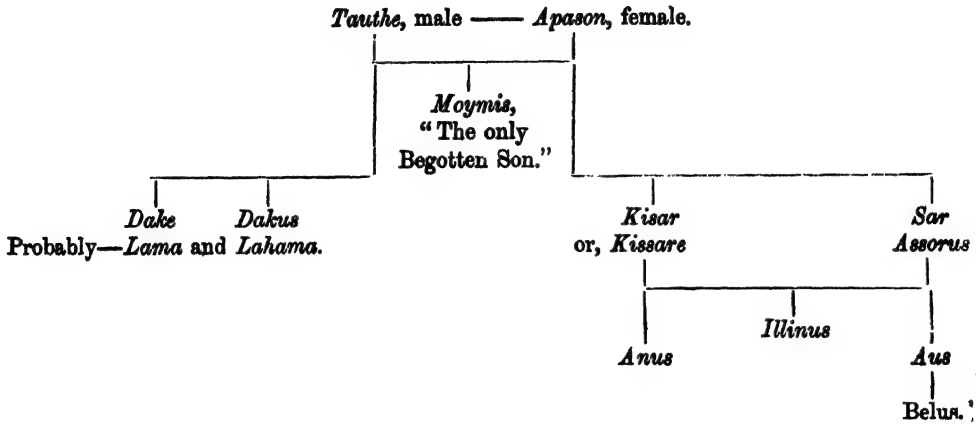 Tauthe, male — Apason, female.
Moymis,
“The only
Begotten Son.”
Dake Dakus Kisar Sar
Probably—Lama and Lahama. or, Kissare Assorus
Illinus
Anus Aus
Belus.